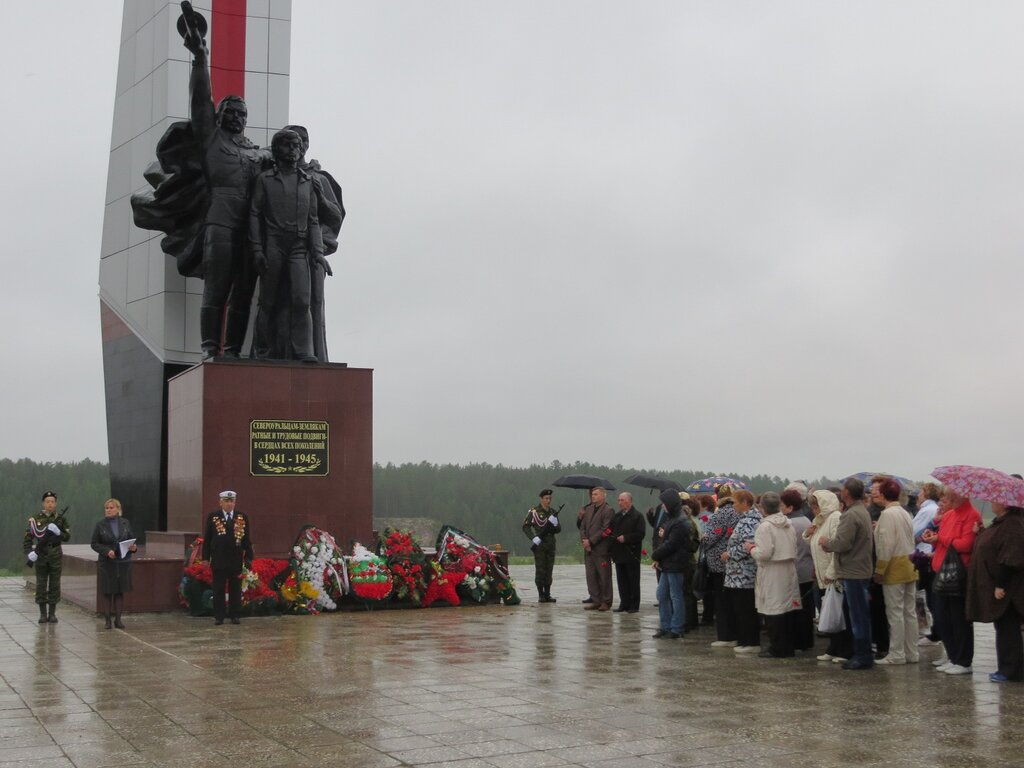 СЕВЕРОУРАЛЬЦАМ-ЗЕМЛЯКАМ
РАТНЫЕ И ТРУДОВЫЕ ПОДВИГИ-
В СЕРДЦАХ ВСЕХ ПОКОЛЕНИЙ
1941 - 1945